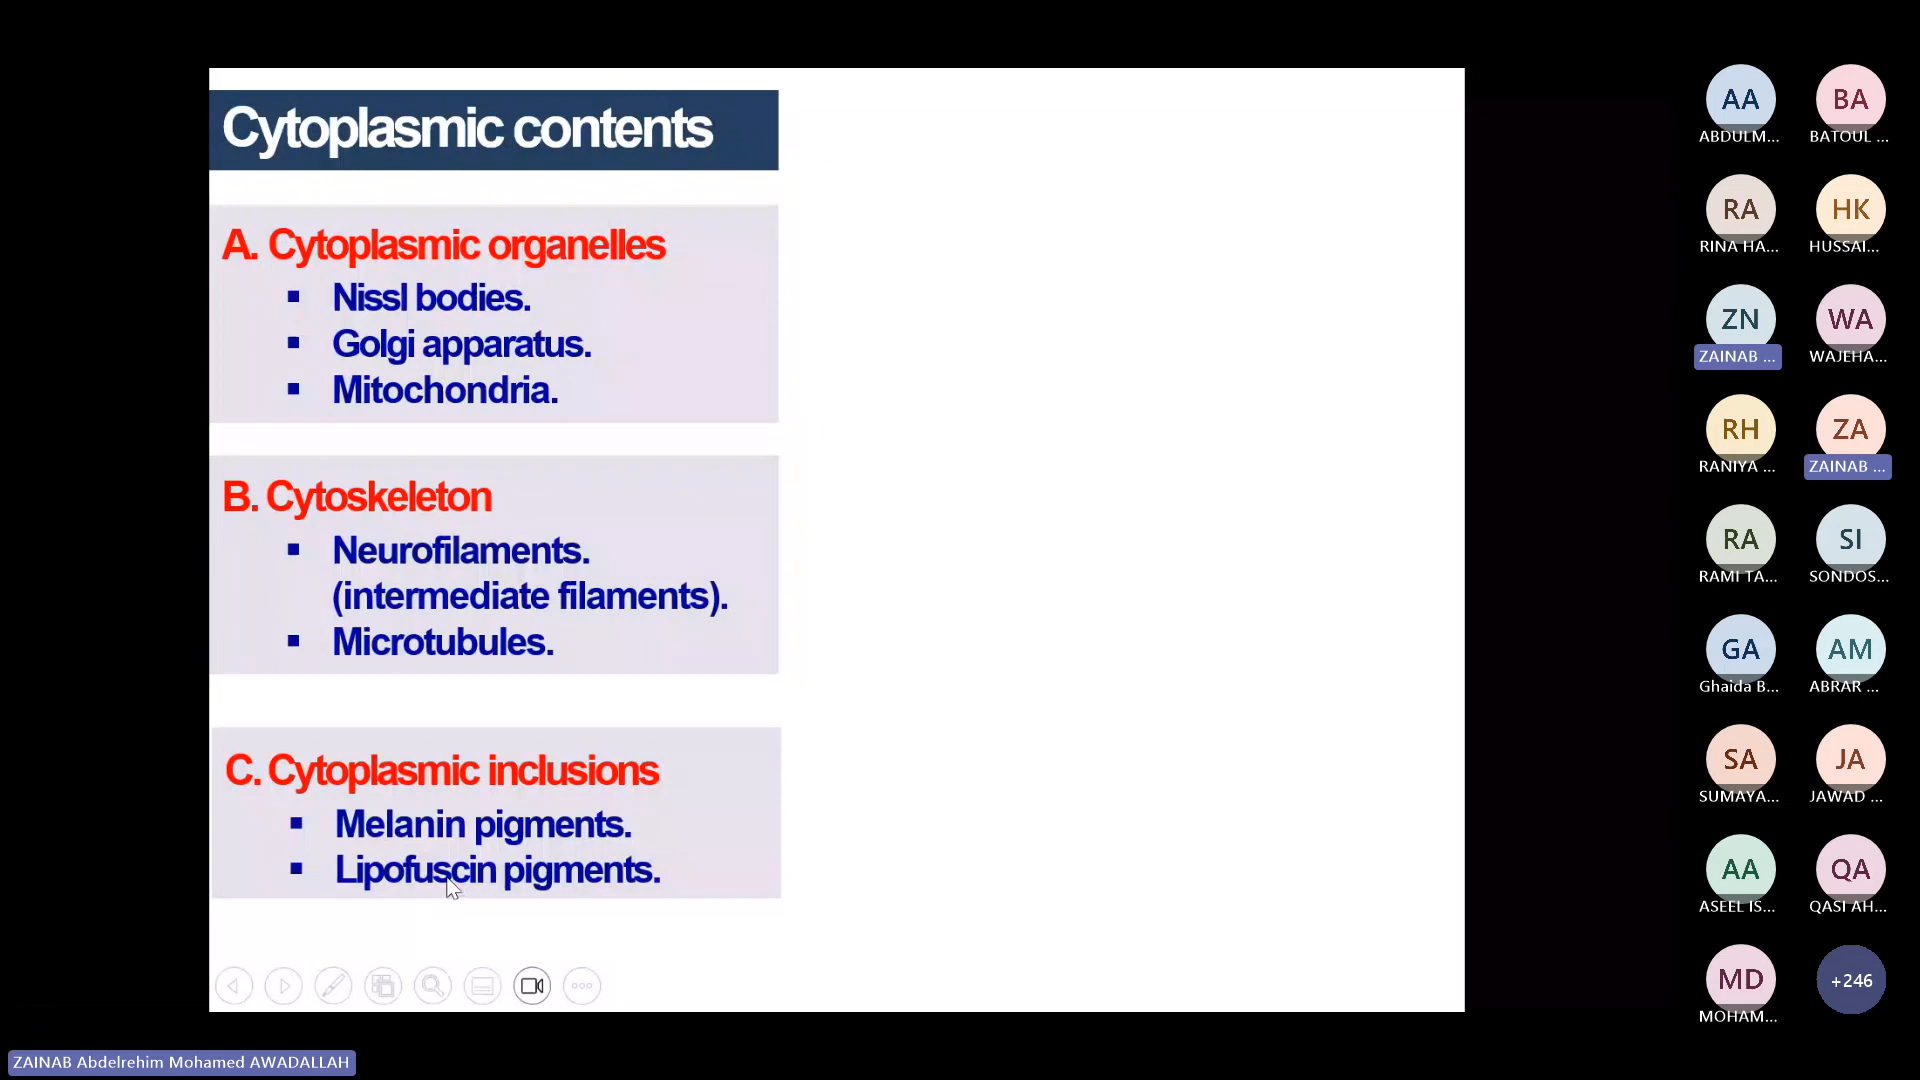 Cytoplasmic contents
A. Cytoplasmic organelles
▪ Nissl bodies.
▪ Golgi apparatus.
▪ Mitochondria.
B. Cytoskeleton
▪ Neurofilaments.
(intermediate filaments).
▪ Microtubules.
C. Cytoplasmic inclusions
▪ Melanin pigments.
▪ Lipofuscin pigments.
AA
ABDULM...
BA
BATOUL ...
RA
RINA HA...
HK
HUSSAI...
ZN
ZAINAB ...
WA
WAJEHA...
RH
RANIYA ...
ZA
ZAINAB ...
RA
RAMI TA...
SI
SONDOS...
GA
Ghaida B...
AM
ABRAR ...
SA
SUMAYA...
JA
JAWAD ...
AA
ASEEL IS...
QA
QASI AH...
MD
MOHAM...
+246
ZAINAB Abdelrehim Mohamed AWADALLAH